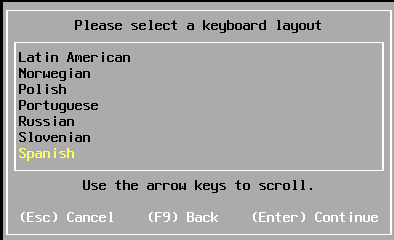 Please select a keyboard layout
Latin American
Norwegian
Polish
Portuguese
Russian
Slovenian
Spanish
Use the arrow keys to scroll.
(Esc) Cancel (F9) Back (Enter) Continue